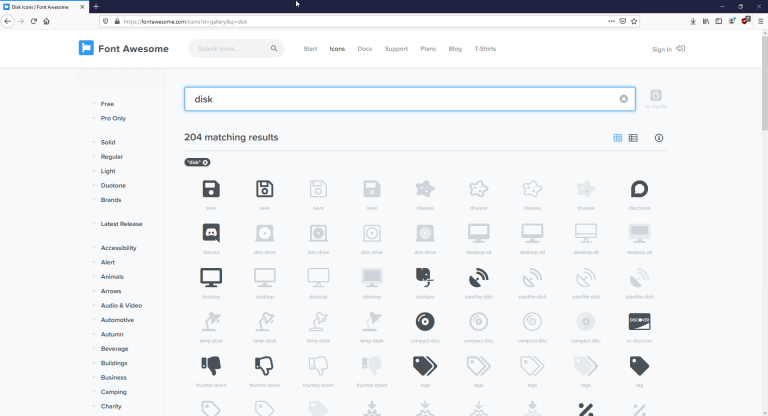 Disk Icons | Font Awesome
https://fontawesome.com/icons?d=gallery&q=disk
Font Awesome
Search icons...
Start
Icons
Docs
Support
Plans
Blog
T-Shirts
Sign In
Free
Pro Only
Solid
Regular
Light
Duotone
Brands
Latest Release
Accessibility
Alert
Animals
Arrows
Audio & Video
Automotive
Autumn
Beverage
Buildings
Business
Camping
Charity
disk
by algolia
204 matching results
"disk"
save save save save disease disease disease disease discourse
discord disc-drive disc-drive disc-drive disc-drive desktop-alt desktop-alt desktop-alt desktop-alt
desktop desktop desktop desktop deskpro satellite-dish satellite-dish satellite-dish satellite-dish
lamp-desk lamp-desk lamp-desk lamp-desk compact-disc compact-disc compact-disc compact-disc cc-discover
DISCOVER
thumbs-down thumbs-down thumbs-down thumbs-down tags tags tags tags tag